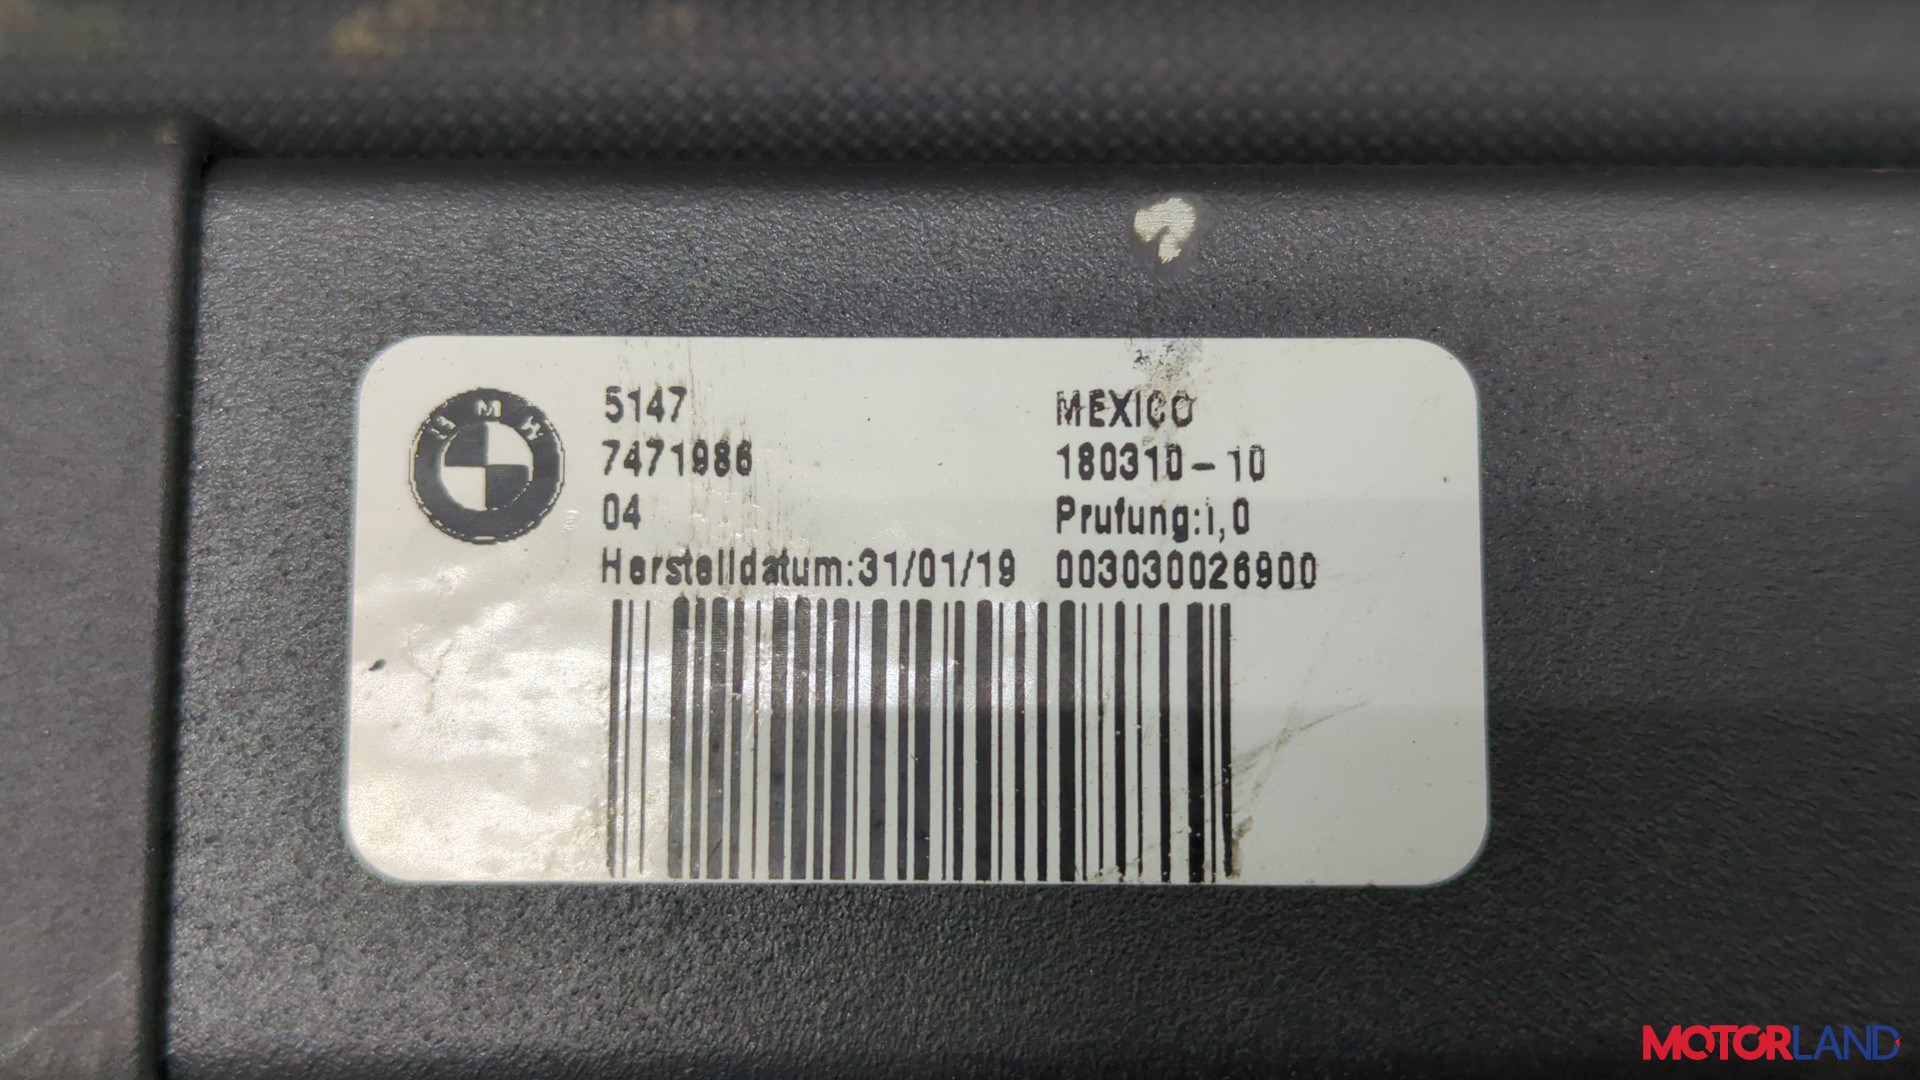 BMW
5147
7471986
04
Herstelldatum:31/01/19
MEXICO
180310-10
Prufung:i,0
003030026900
MOTORLAND